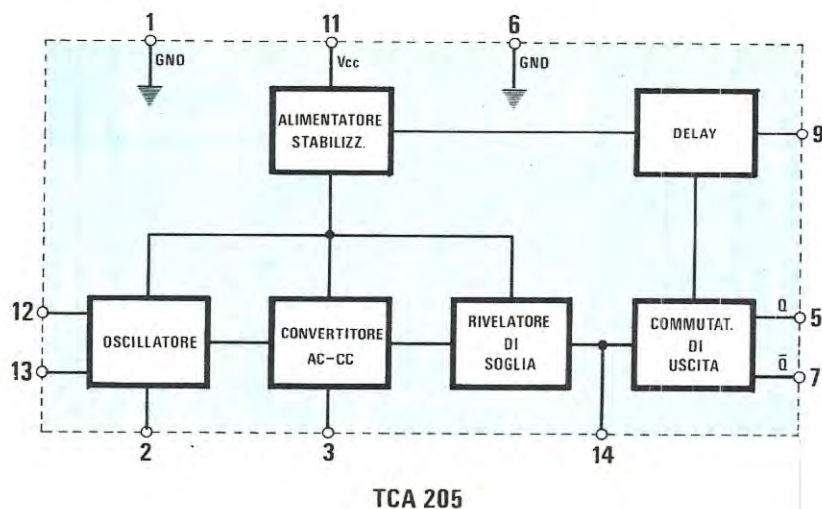 1
11
6
GND
Vcc
GND
ALIMENTATORE
STABILIZZ.
DELAY
9
12
13
OSCILLATORE
CONVERTITORE
AC-CC
RIVELATORE
DI
SOGLIA
COMMUTAT.
DI
USCITA
Q
5
Q̅
7
2
3
14
TCA 205